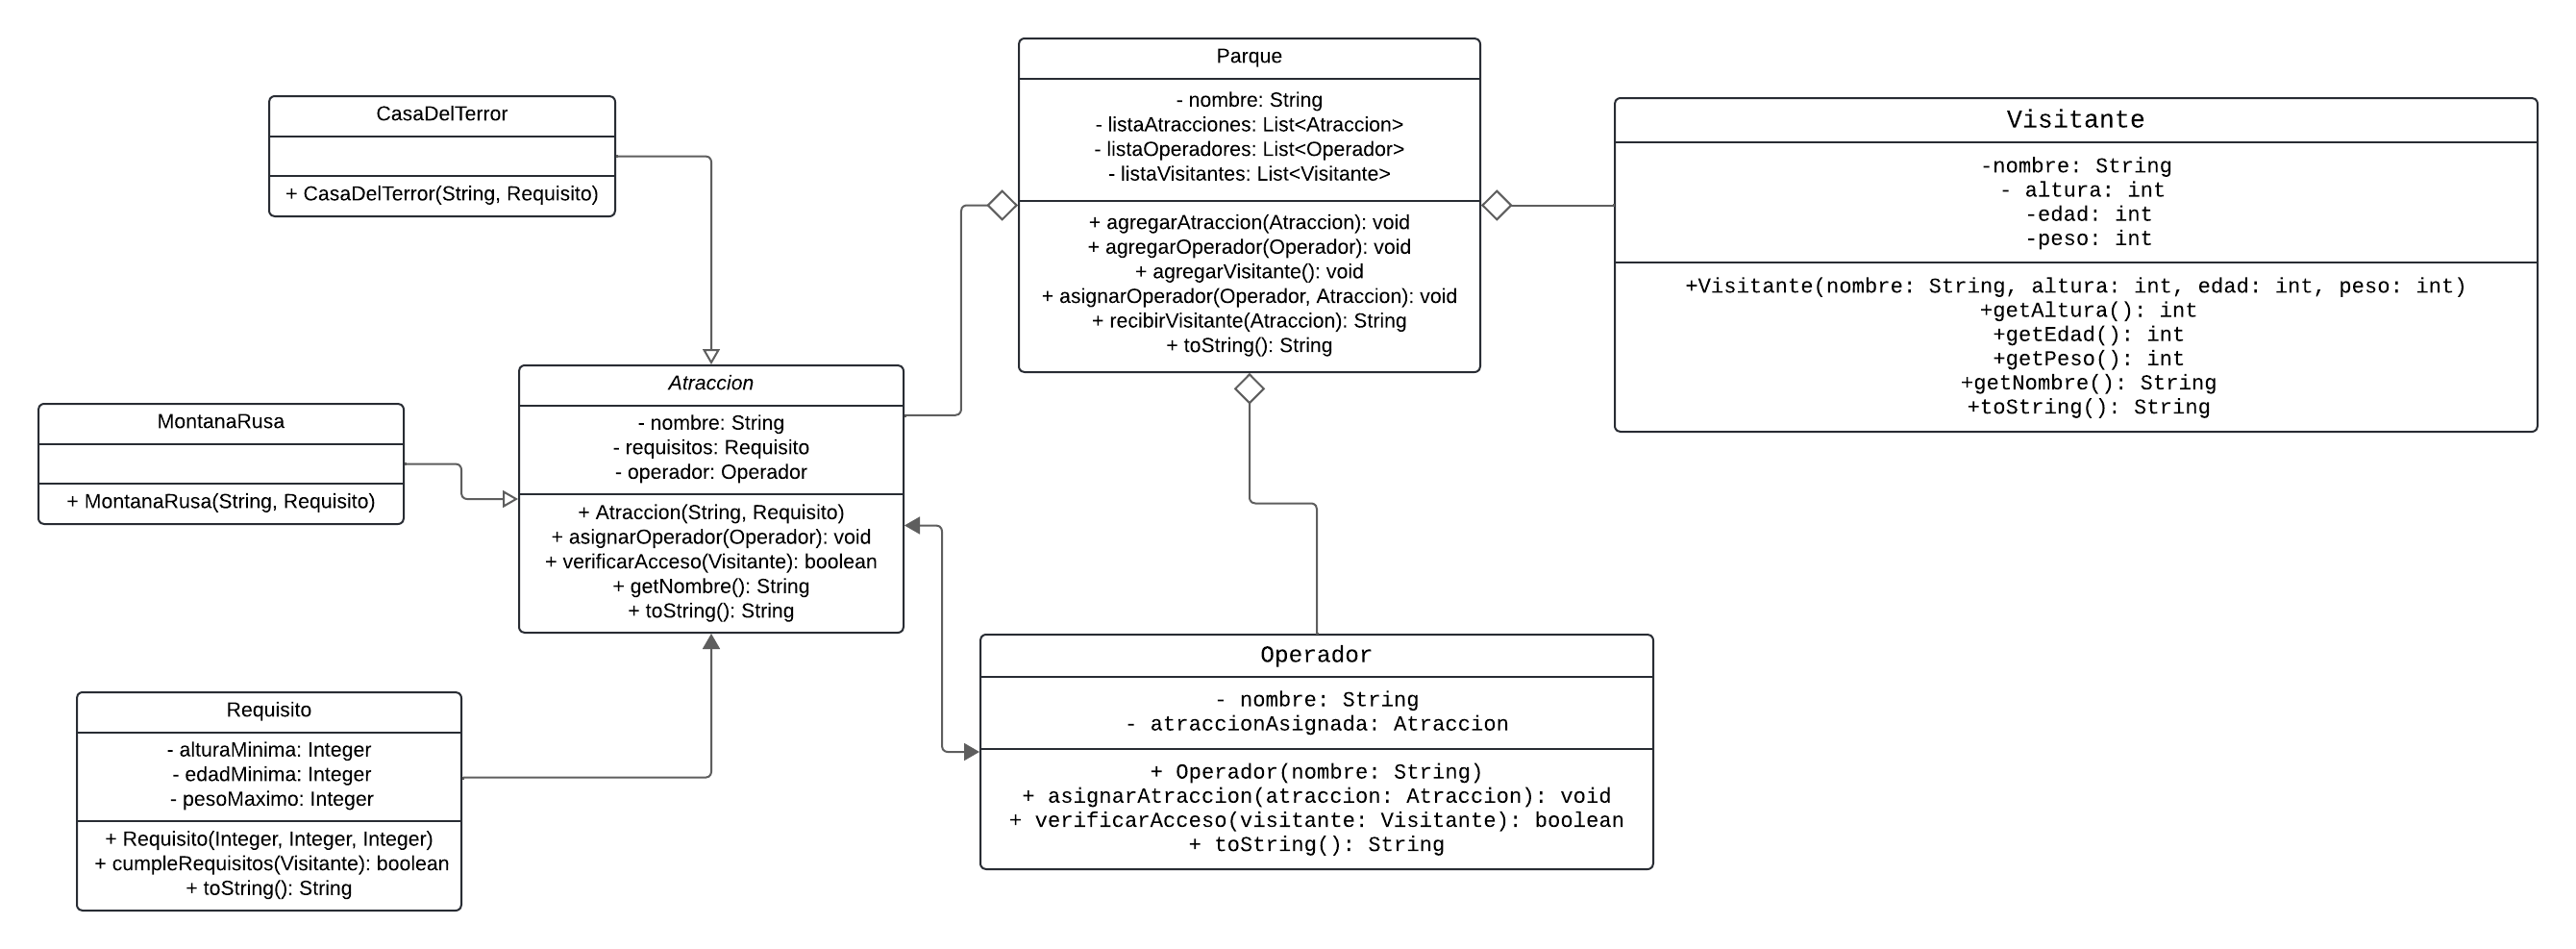 Parque
- nombre: String
- listaAtracciones: List<Atraccion>
- listaOperadores: List<Operador>
- listaVisitantes: List<Visitante>
+ agregarAtraccion(Atraccion): void
+ agregarOperador(Operador): void
+ agregarVisitante(): void
+ asignarOperador(Operador, Atraccion): void
+ recibirVisitante(Atraccion): String
+ toString(): String
CasaDelTerror
+ CasaDelTerror(String, Requisito)
Visitante
-nombre: String
- altura: int
-edad: int
-peso: int
+Visitante(nombre: String, altura: int, edad: int, peso: int)
+getAltura(): int
+getEdad(): int
+getPeso(): int
+getNombre(): String
+toString(): String
Atraccion
- nombre: String
- requisitos: Requisito
- operador: Operador
+ Atraccion(String, Requisito)
+ asignarOperador(Operador): void
+ verificarAcceso(Visitante): boolean
+ getNombre(): String
+ toString(): String
MontanaRusa
+ MontanaRusa(String, Requisito)
Operador
- nombre: String
- atraccionAsignada: Atraccion
+ Operador(nombre: String)
+ asignarAtraccion(atraccion: Atraccion): void
+ verificarAcceso(visitante: Visitante): boolean
+ toString(): String
Requisito
- alturaMinima: Integer
- edadMinima: Integer
- pesoMaximo: Integer
+ Requisito(Integer, Integer, Integer)
+ cumpleRequisitos(Visitante): boolean
+ toString(): String